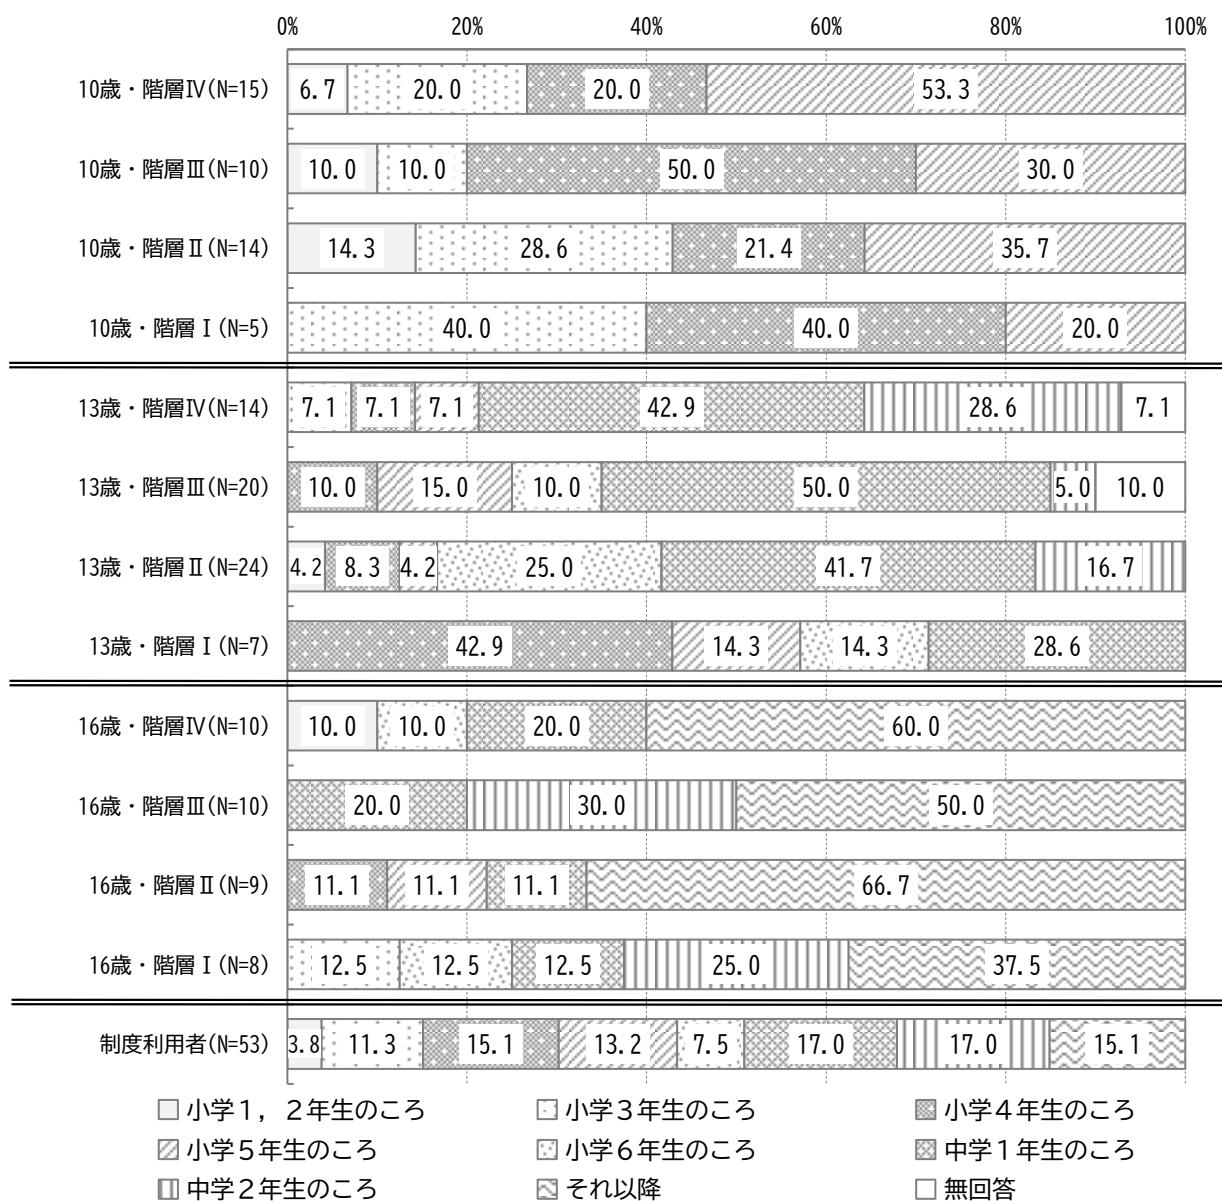 0% 20% 40% 60% 80% 100%
10歳・階層Ⅳ(N=15) 6.7 20.0 20.0 53.3
10歳・階層Ⅲ(N=10) 10.0 10.0 50.0 30.0
10歳・階層Ⅱ(N=14) 14.3 28.6 21.4 35.7
10歳・階層Ⅰ(N=5) 40.0 40.0 20.0
13歳・階層Ⅳ(N=14) 7.1 7.1 7.1 42.9 28.6 7.1
13歳・階層Ⅲ(N=20) 10.0 15.0 10.0 50.0 5.0 10.0
13歳・階層Ⅱ(N=24) 4.2 8.3 4.2 25.0 41.7 16.7
13歳・階層Ⅰ(N=7) 42.9 14.3 14.3 28.6
16歳・階層Ⅳ(N=10) 10.0 10.0 20.0 60.0
16歳・階層Ⅲ(N=10) 20.0 30.0 50.0
16歳・階層Ⅱ(N=9) 11.1 11.1 11.1 66.7
16歳・階層Ⅰ(N=8) 12.5 12.5 12.5 25.0 37.5
制度利用者(N=53) 3.8 11.3 15.1 13.2 7.5 17.0 17.0 15.1
小学１，２年生のころ 小学３年生のころ 小学４年生のころ
小学５年生のころ 小学６年生のころ 中学１年生のころ
中学２年生のころ それ以降 無回答